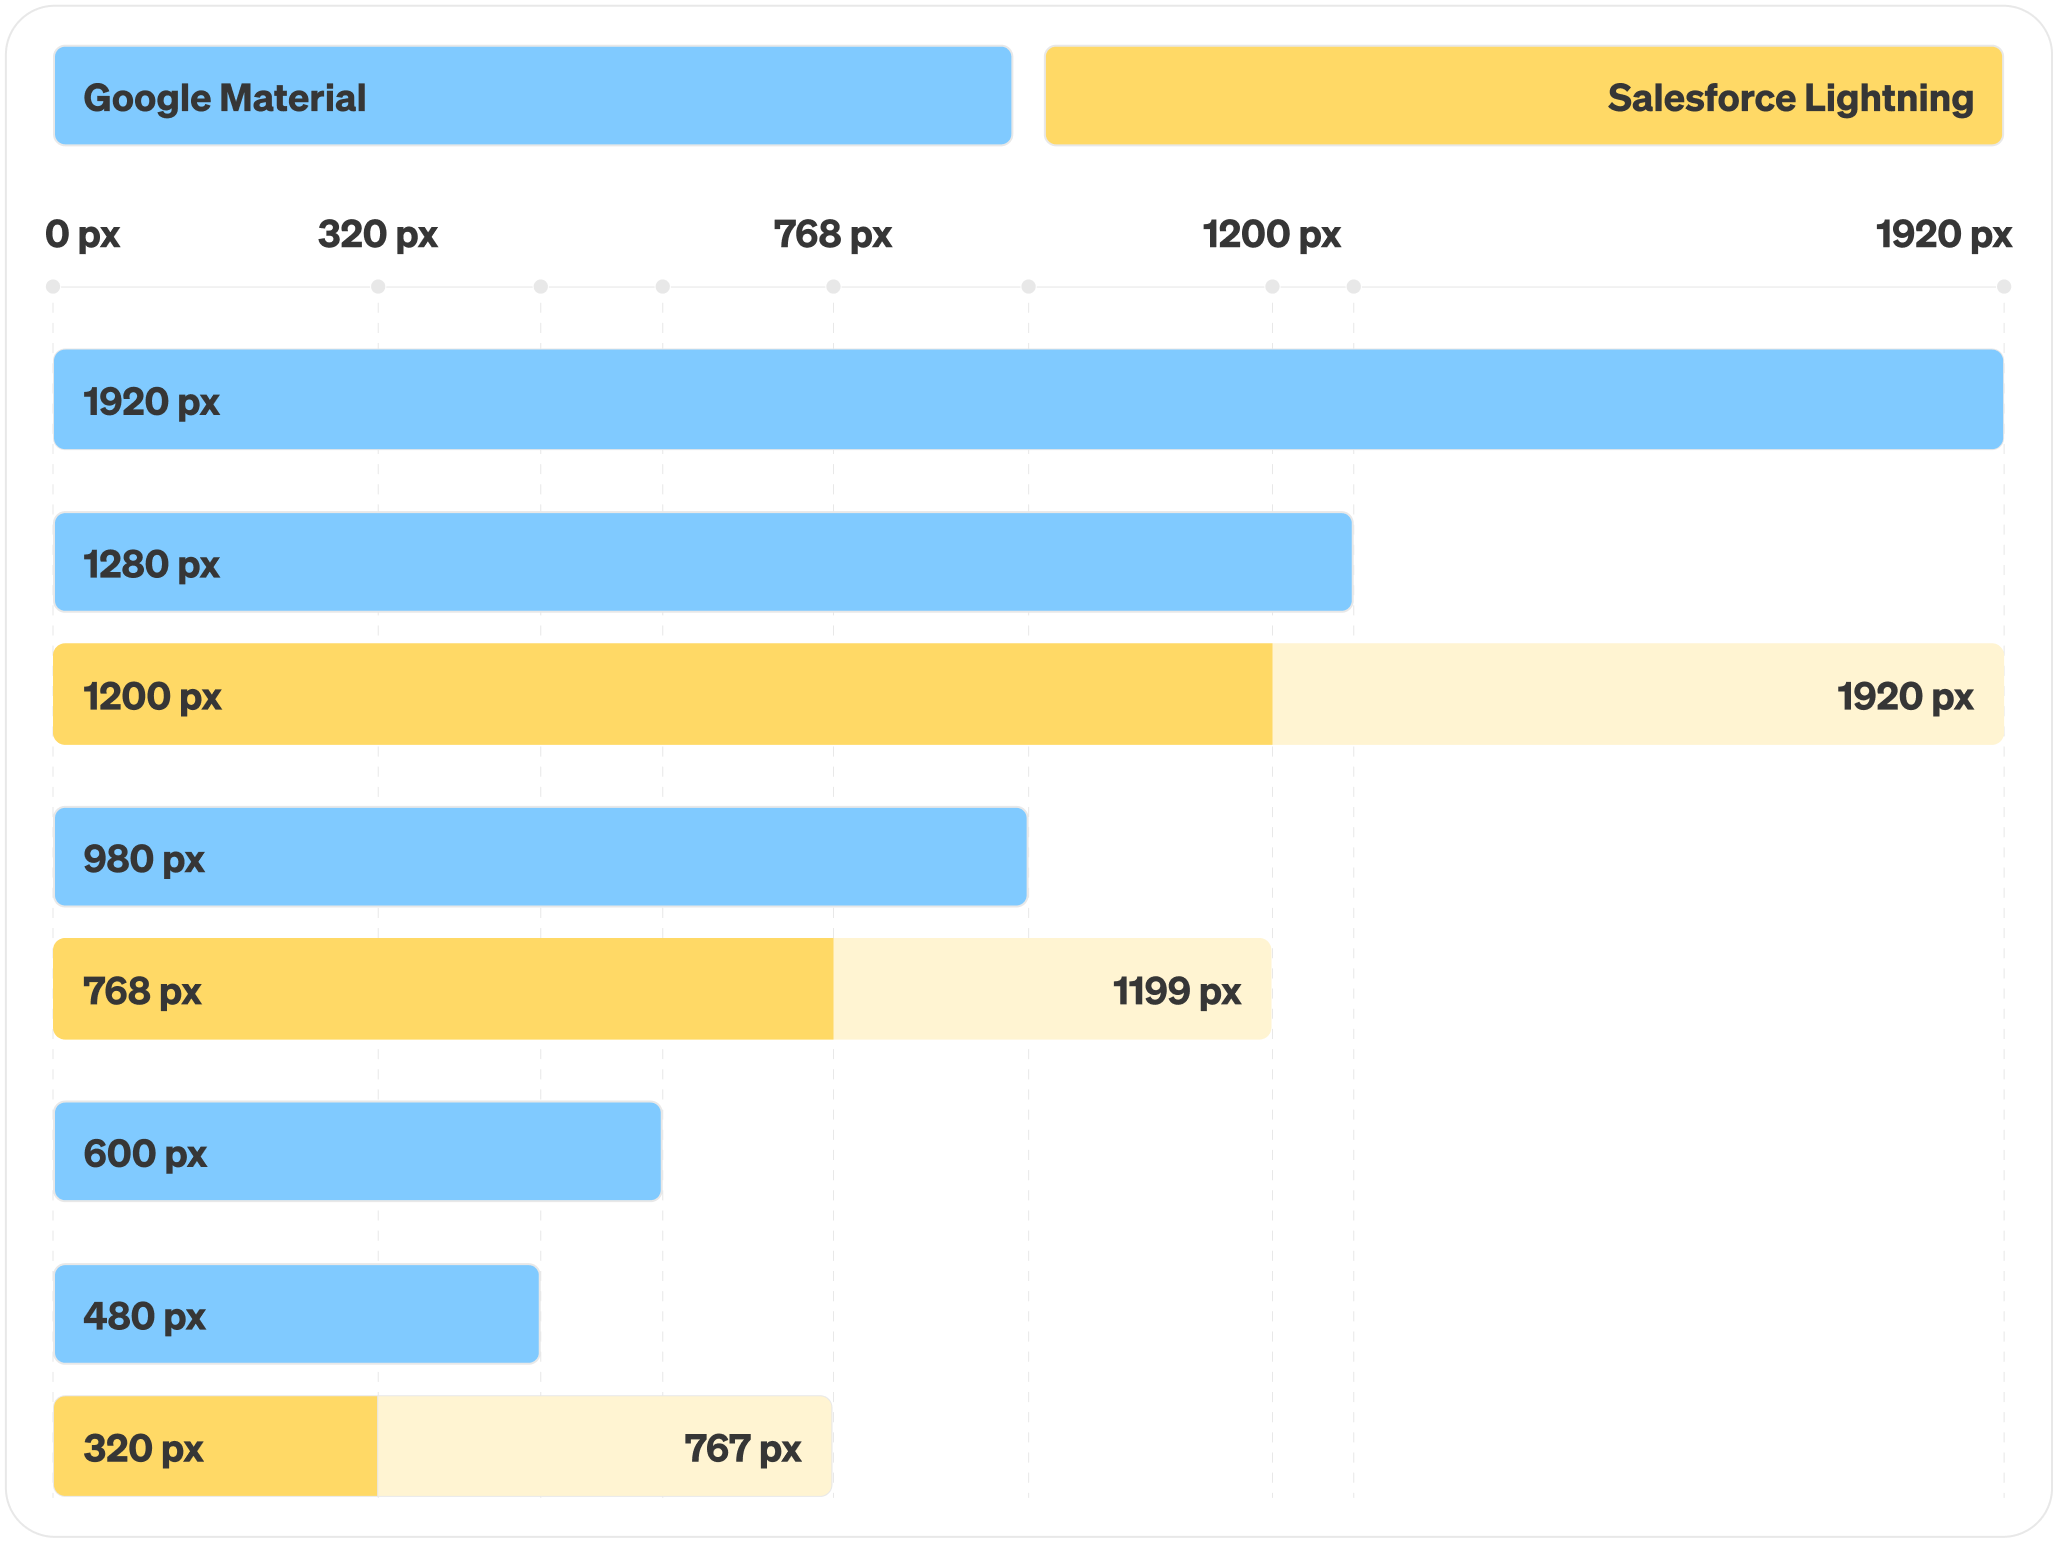 Google Material
Salesforce Lightning
0 px 320 px 768 px 1200 px 1920 px
1920 px
1280 px
1200 px 1920 px
980 px
768 px 1199 px
600 px
480 px
320 px 767 px